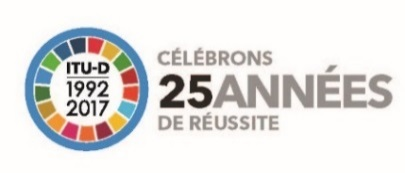 ITU-D
1992
2017
CÉLÉBRONS
25ANNÉES
DE RÉUSSITE